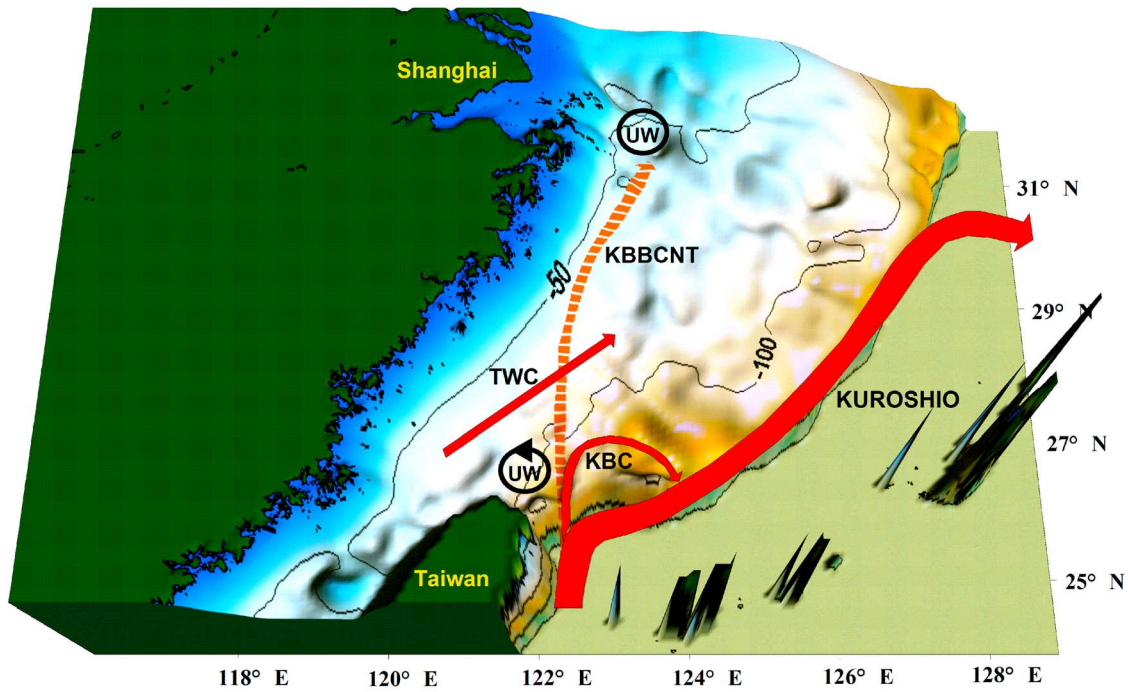 Shanghai
UW
31° N
KBBCNT
-50
29° N
-100
TWC
KUROSHIO
27° N
KBC
UW
Taiwan
25° N
118° E
120° E
122° E
124° E
126° E
128° E